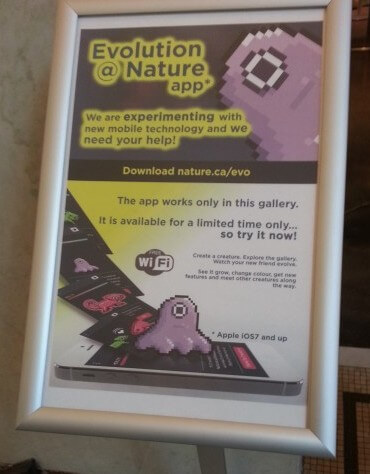 Evolution
@ Nature
app*
We are experimenting with
new mobile technology and we
need your help!
Download nature.ca/evo
The app works only in this gallery.
It is available for a limited time only...
so try it now!
Wi Fi
Create a creature. Explore the gallery.
Watch your new friend evolve.
See it grow, change colour, get new
features and meet other creatures along
the way.
* Apple iOS7 and up